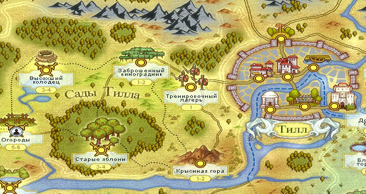 Заброшенный
виноградник
Высохший
колодец
Сады Тилла
Тренировочный
лагерь
Тилл
Огороды
Старые яблони
Крысиная гора